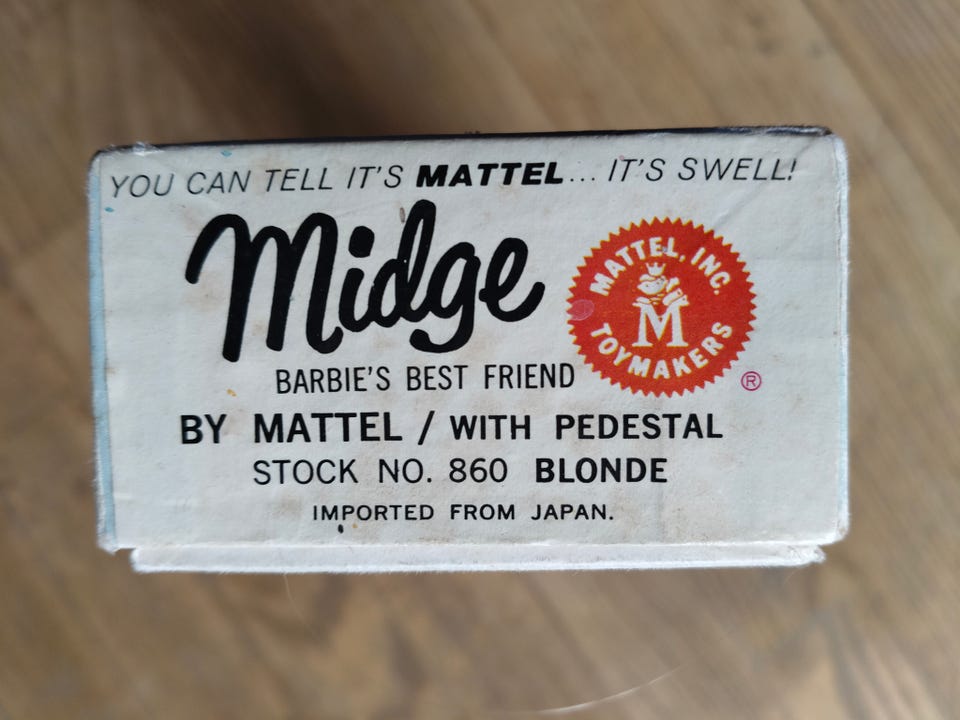 YOU CAN TELL IT'S MATTEL... IT'S SWELL!
Midge
MATTEL, INC.
M
TOYMAKERS
®
BARBIE'S BEST FRIEND
BY MATTEL / WITH PEDESTAL
STOCK NO. 860 BLONDE
IMPORTED FROM JAPAN.